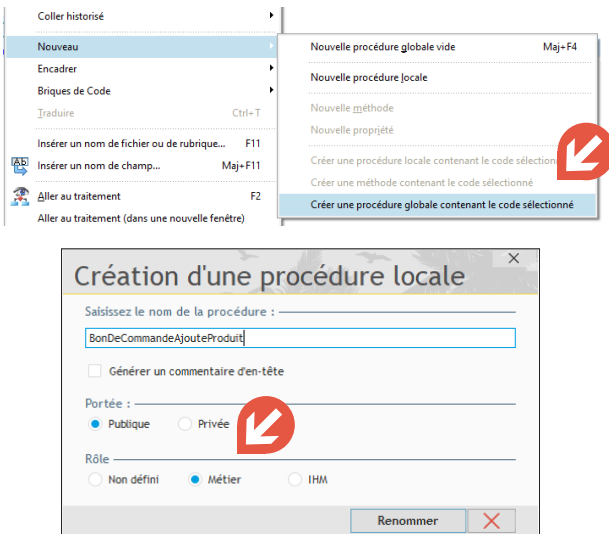 Coller historisé
Nouveau
Encadrer
Briques de Code
Traduire Ctrl+T
Insérer un nom de fichier ou de rubrique... F11
Insérer un nom de champ... Maj+F11
Aller au traitement F2
Aller au traitement (dans une nouvelle fenêtre)
Nouvelle procédure globale vide Maj+F4
Nouvelle procédure locale
Nouvelle méthode
Nouvelle propriété
Créer une procédure locale contenant le code sélection
Créer une méthode contenant le code sélectionné
Créer une procédure globale contenant le code sélectionné
Création d'une procédure locale
Saisissez le nom de la procédure :
BonDeCommandeAjouteProduit
Générer un commentaire d'en-tête
Portée :
Publique Privée
Rôle
Non défini Métier IHM
Renommer